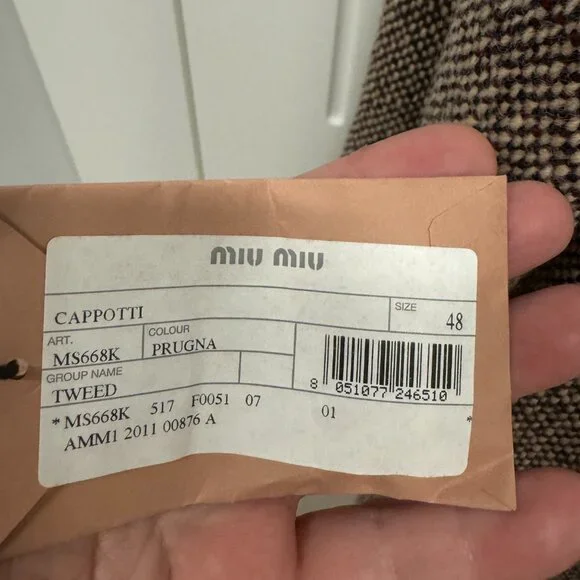 miu miu
CAPPOTTI
SIZE 48
ART. MS668K
COLOUR PRUGNA
GROUP NAME
TWEED
8 051077 246510
*MS668K 517 F0051 07 01 *
AMM1 2011 00876 A